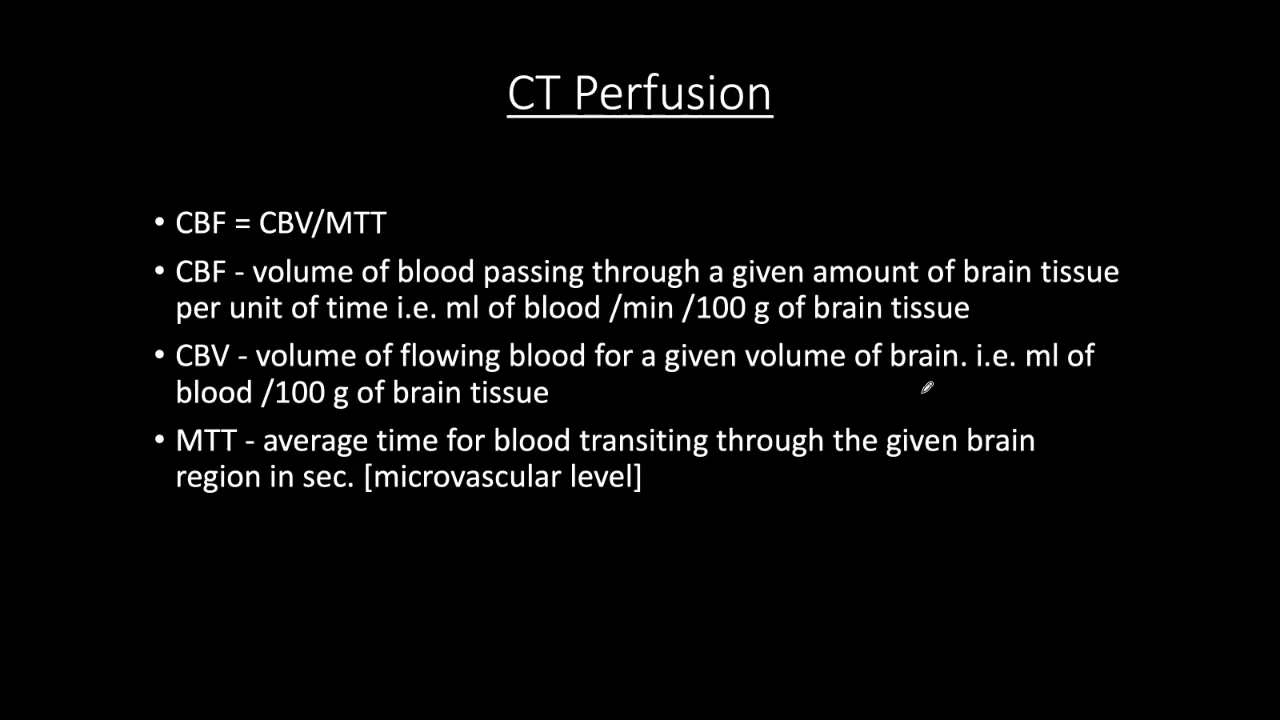 CT Perfusion
• CBF = CBV/MTT
• CBF - volume of blood passing through a given amount of brain tissue
per unit of time i.e. ml of blood /min /100 g of brain tissue
• CBV - volume of flowing blood for a given volume of brain. i.e. ml of
blood /100 g of brain tissue
• MTT - average time for blood transiting through the given brain
region in sec. [microvascular level]